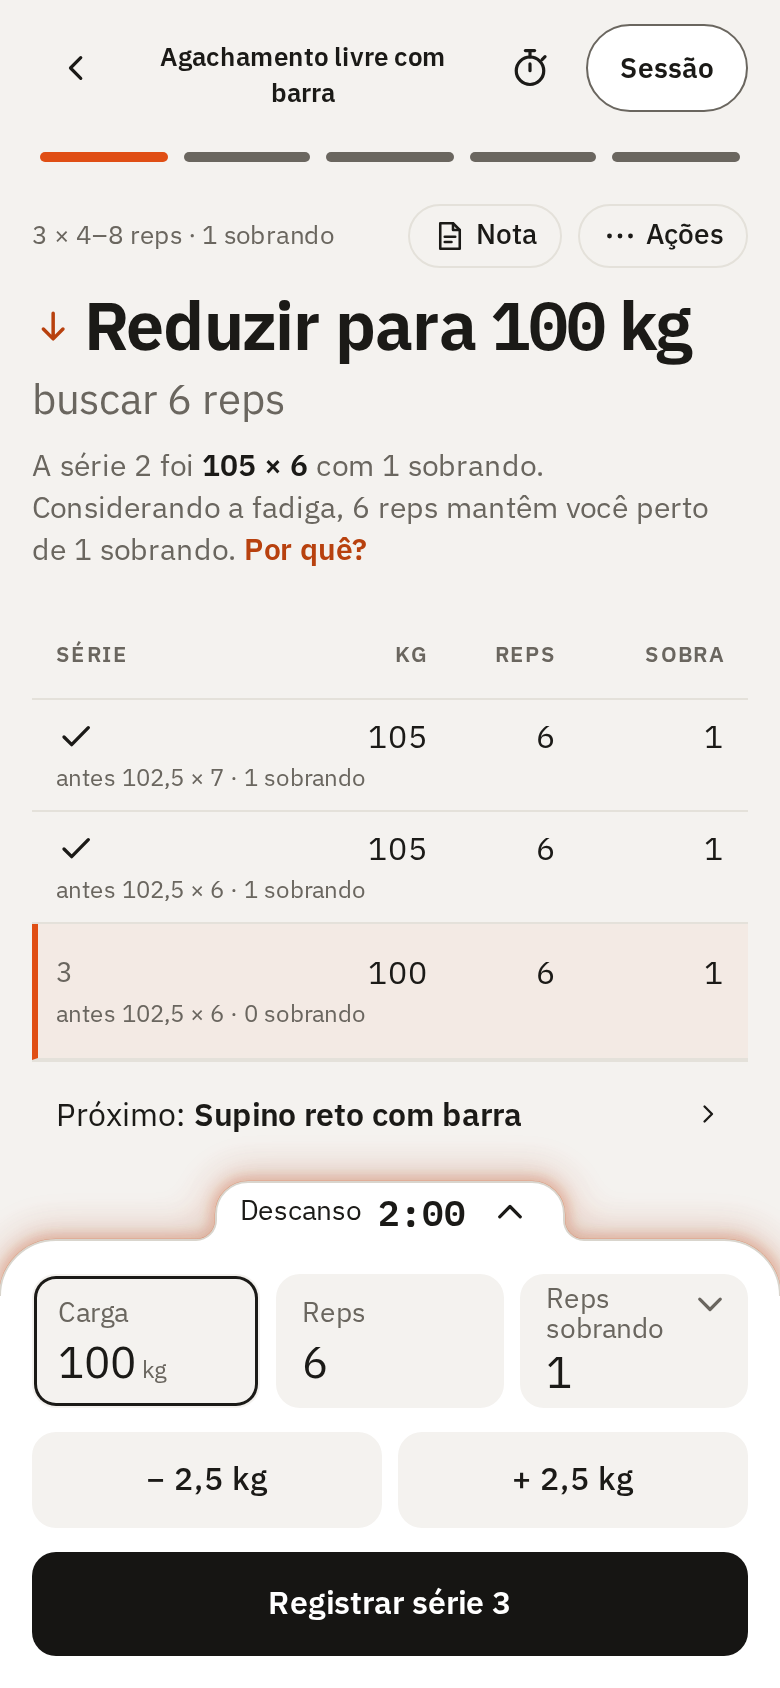 Agachamento livre com
barra
Sessão
3 × 4–8 reps · 1 sobrando
Nota
Ações
Reduzir para 100 kg
buscar 6 reps
A série 2 foi 105 × 6 com 1 sobrando.
Considerando a fadiga, 6 reps mantêm você perto
de 1 sobrando. Por quê?
SÉRIE KG REPS SOBRA
105 6 1
antes 102,5 × 7 · 1 sobrando
105 6 1
antes 102,5 × 6 · 1 sobrando
3 100 6 1
antes 102,5 × 6 · 0 sobrando
Próximo: Supino reto com barra
Descanso 2:00
Carga
100 kg
Reps
6
Reps
sobrando
1
− 2,5 kg
+ 2,5 kg
Registrar série 3